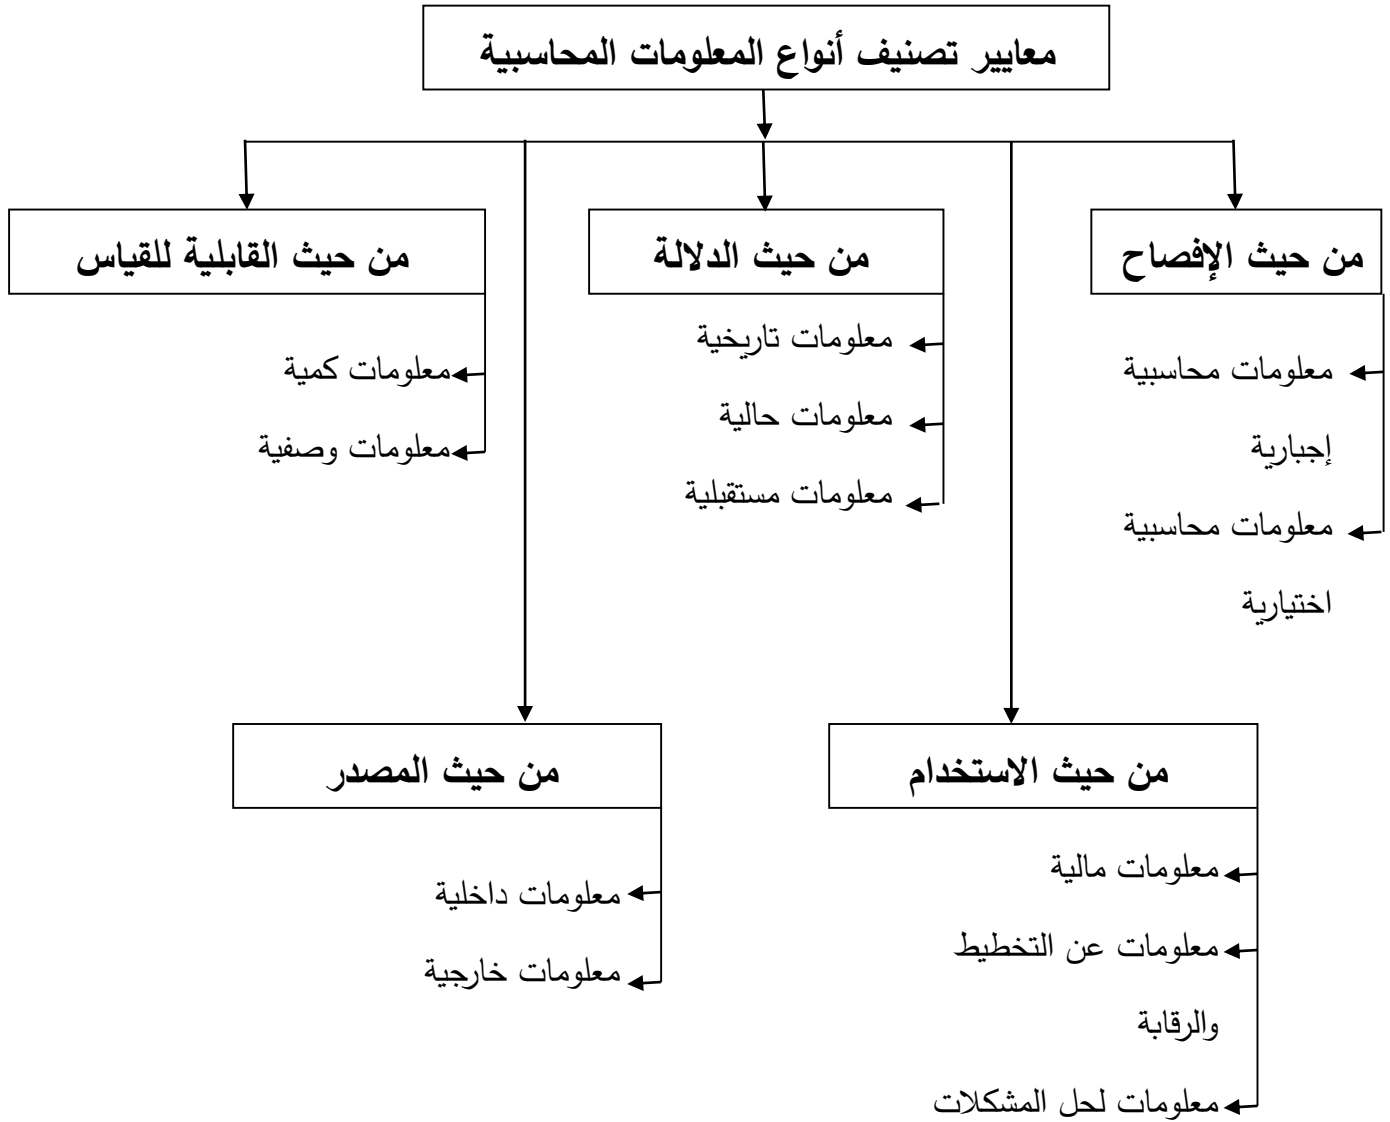 معايير تصنيف أنواع المعلومات المحاسبية
من حيث الإفصاح
معلومات محاسبية
إجبارية
معلومات محاسبية
اختيارية
من حيث الدلالة
معلومات تاريخية
معلومات حالية
معلومات مستقبلية
من حيث القابلية للقياس
معلومات كمية
معلومات وصفية
من حيث الاستخدام
معلومات مالية
معلومات عن التخطيط
والرقابة
معلومات لحل المشكلات
من حيث المصدر
معلومات داخلية
معلومات خارجية